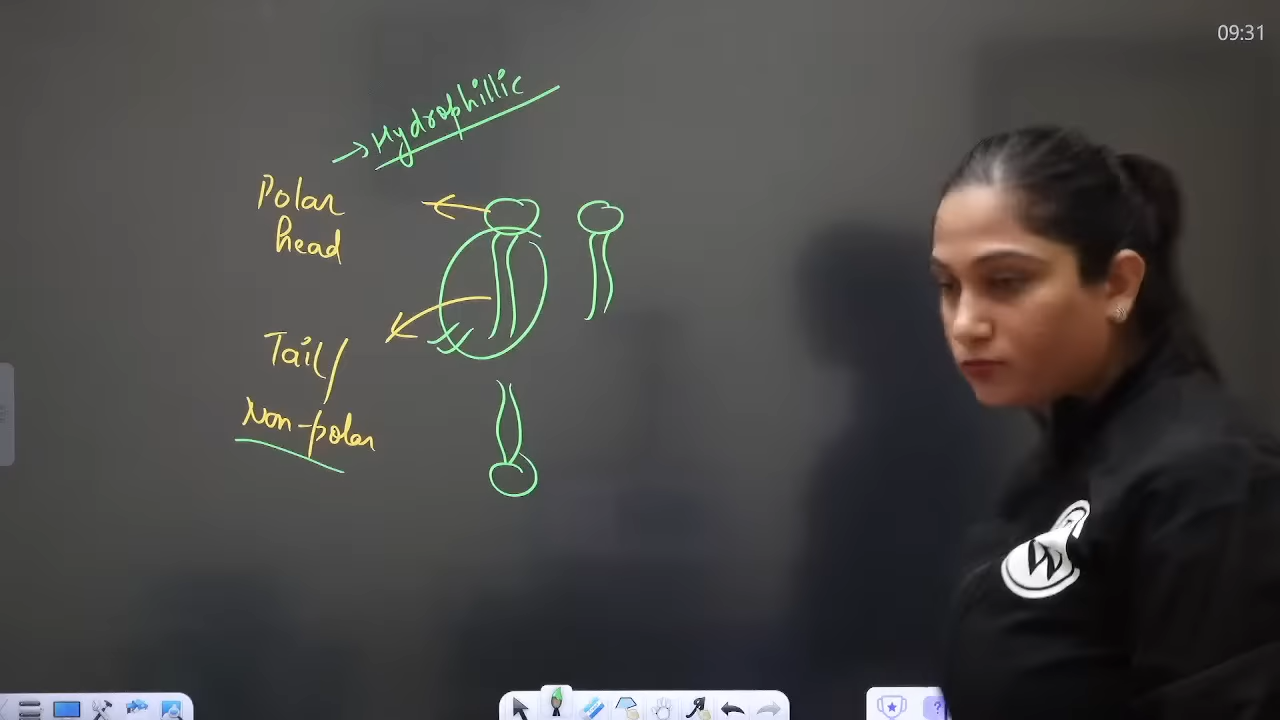 09:31
→ Hydrophillic
Polar
head
Tail/
Non-polar
W
?